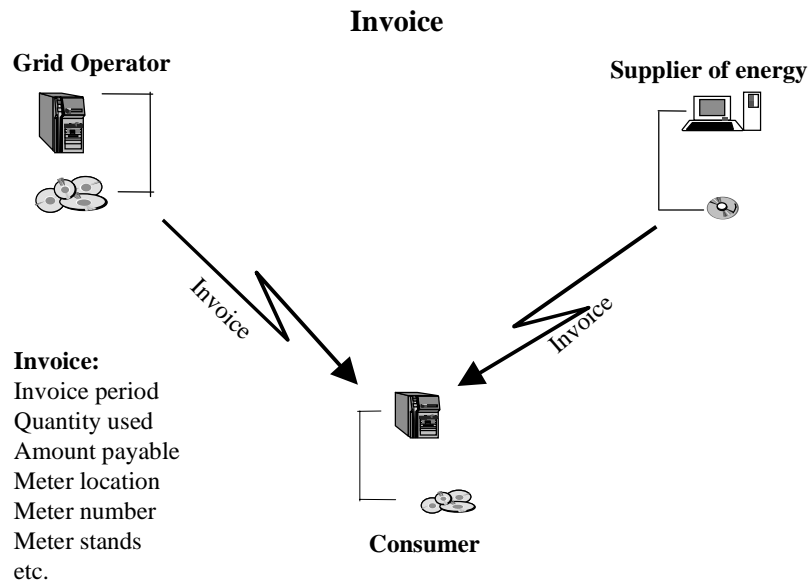 Invoice
Grid Operator
Supplier of energy
Invoice
Invoice
Invoice:
Invoice period
Quantity used
Amount payable
Meter location
Meter number
Meter stands
etc.
Consumer